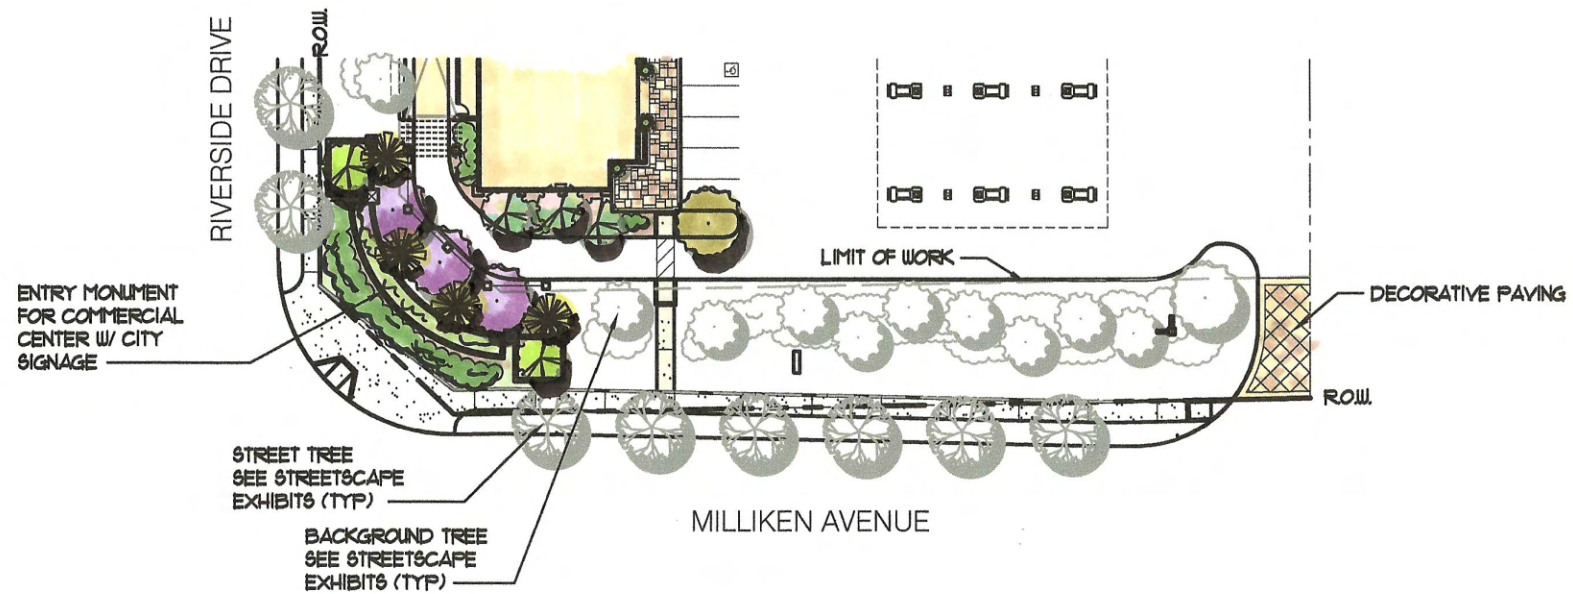 RIVERSIDE DRIVE
R.O.W.
LIMIT OF WORK
ENTRY MONUMENT
FOR COMMERCIAL
CENTER W/ CITY
SIGNAGE
DECORATIVE PAVING
R.O.W.
STREET TREE
SEE STREETSCAPE
EXHIBITS (TYP)
MILLIKEN AVENUE
BACKGROUND TREE
SEE STREETSCAPE
EXHIBITS (TYP)